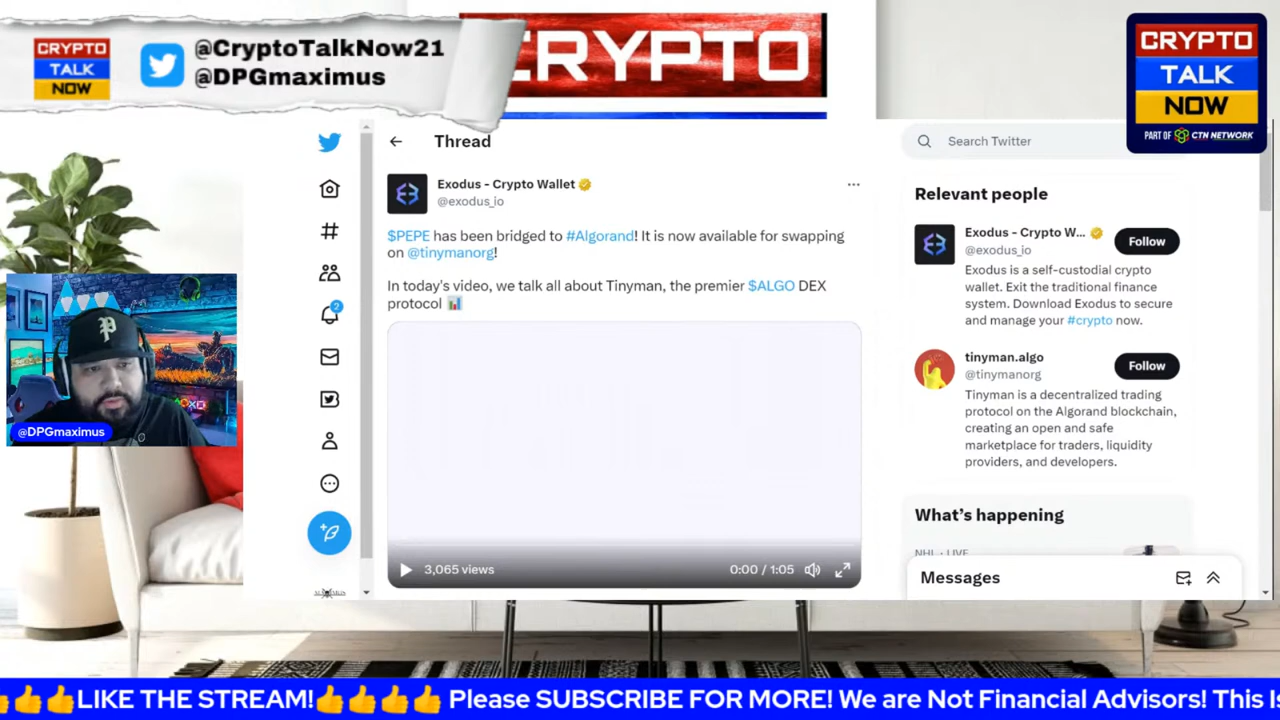 CRYPTO
TALK
NOW
@CryptoTalkNow21
@DPGmaximus
CRYPTO
CRYPTO
TALK
NOW
PART OF CTN NETWORK
Thread
Search Twitter
Exodus - Crypto Wallet
@exodus_io
$PEPE has been bridged to #Algorand! It is now available for swapping
on @tinymanorg!
In today's video, we talk all about Tinyman, the premier $ALGO DEX
protocol 📊
3,065 views
0:00 / 1:05
2
Relevant people
Exodus - Crypto W...
@exodus_io
Follow
Exodus is a self-custodial crypto
wallet. Exit the traditional finance
system. Download Exodus to secure
and manage your #crypto now.
tinyman.algo
@tinymanorg
Follow
Tinyman is a decentralized trading
protocol on the Algorand blockchain,
creating an open and safe
marketplace for traders, liquidity
providers, and developers.
What's happening
NHL · LIVE
Messages
P
@DPGmaximus
👍👍👍LIKE THE STREAM!👍👍👍👍 Please SUBSCRIBE FOR MORE! We are Not Financial Advisors! This Is